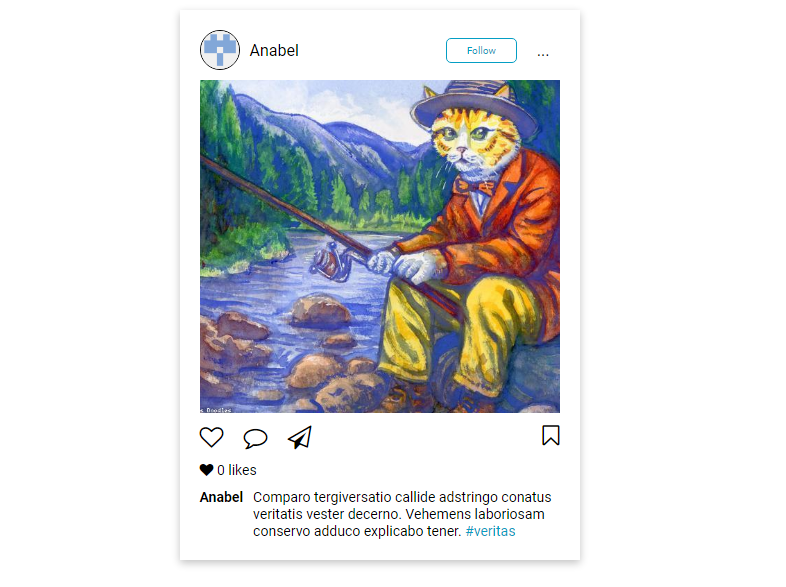 Anabel
Follow
...
s Doodles
0 likes
Anabel Comparo tergiversatio callide adstringo conatus
veritatis vester decerno. Vehemens laboriosam
conservo adduco explicabo tener. #veritas